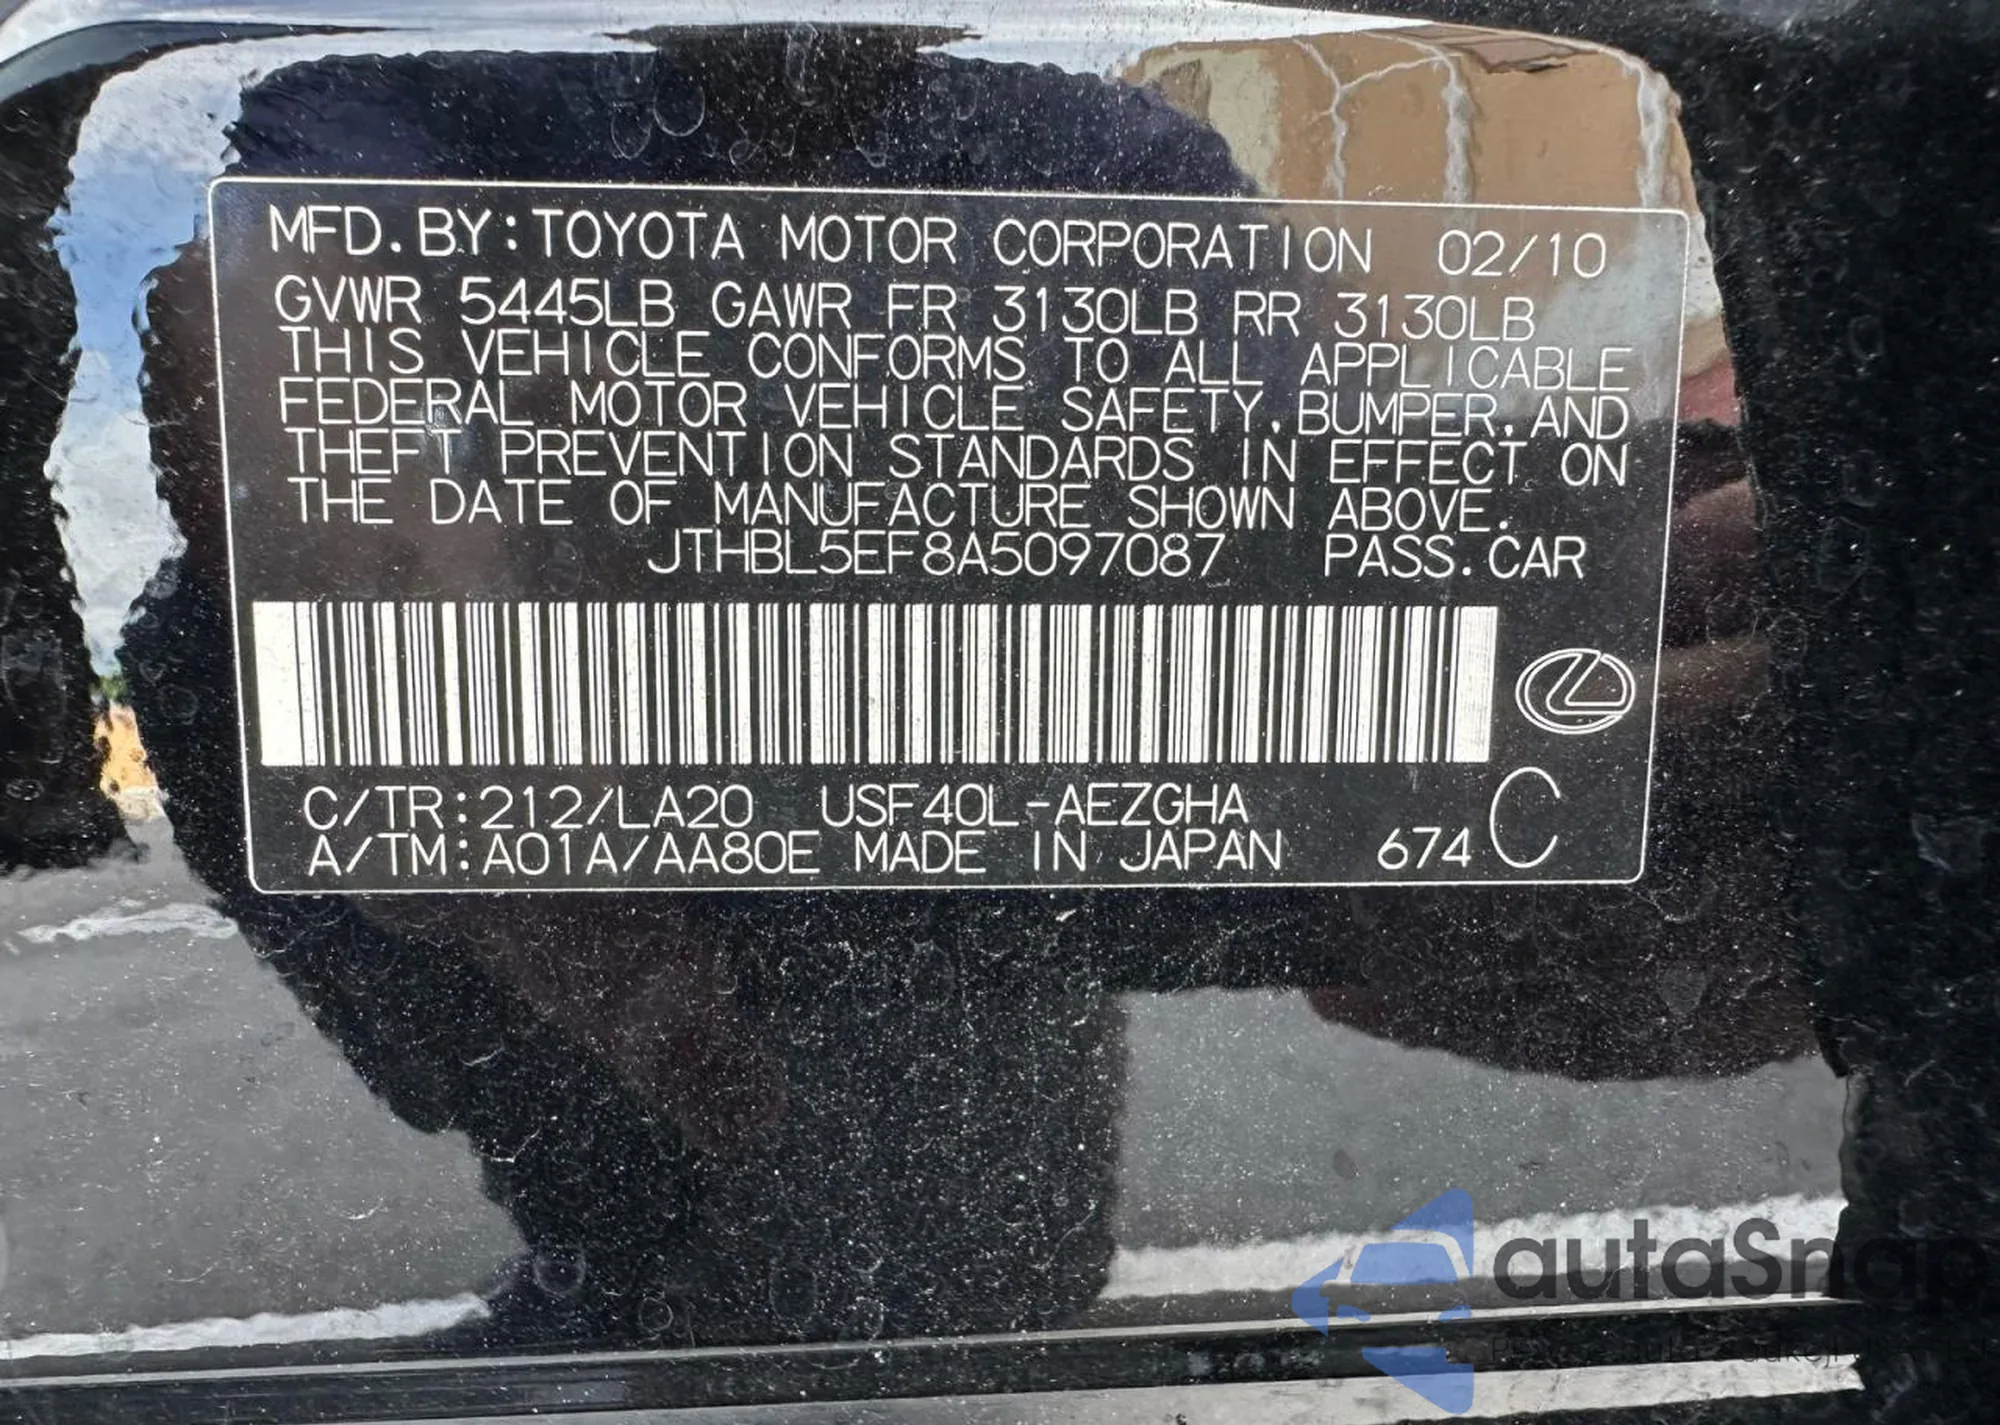 MFD. BY: TOYOTA MOTOR CORPORATION 02/10
GVWR 5445LB GAWR FR 3130LB RR 3130LB
THIS VEHICLE CONFORMS TO ALL APPLICABLE
FEDERAL MOTOR VEHICLE SAFETY, BUMPER, AND
THEFT PREVENTION STANDARDS IN EFFECT ON
THE DATE OF MANUFACTURE SHOWN ABOVE.
JTHBL5EF8A5097087 PASS. CAR
C/TR: 212/LA20 USF40L-AEZGHA
A/TM: A01A/AA80E MADE IN JAPAN 674 C
autaSnap